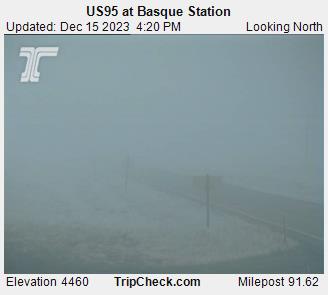 US95 at Basque Station
Updated: Dec 15 2023 4:20 PM Looking North
Elevation 4460 TripCheck.com Milepost 91.62